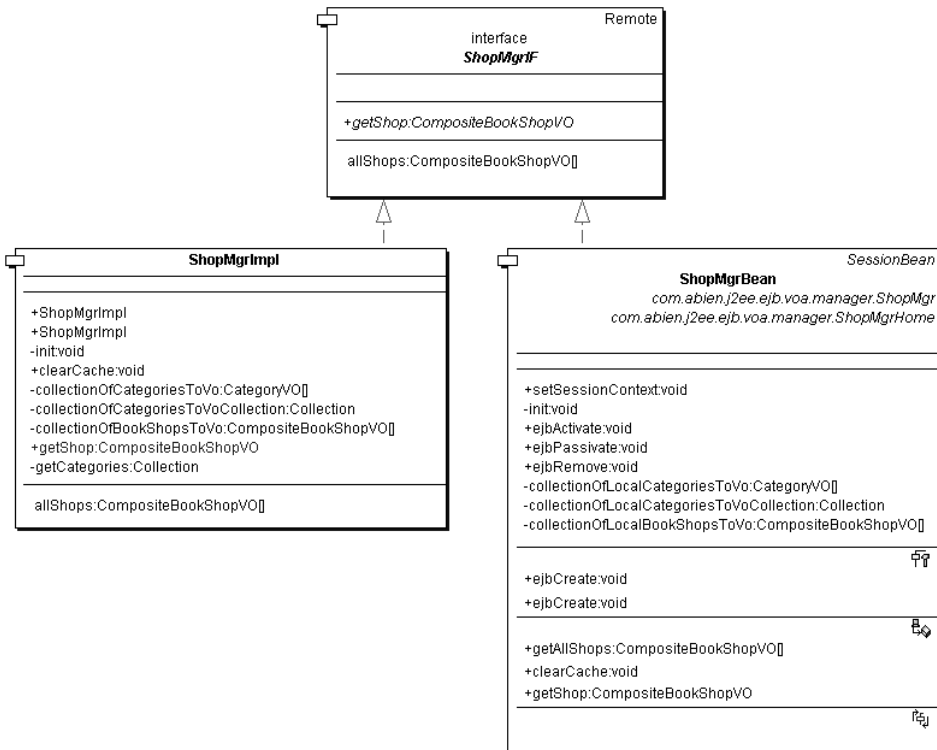 Remote
interface
ShopMgrIF
+getShop:CompositeBookShopVO
allShops:CompositeBookShopVO[]
ShopMgrImpl
+ShopMgrImpl
+ShopMgrImpl
-init:void
+clearCache:void
-collectionOfCategoriesToVo:CategoryVO[]
-collectionOfCategoriesToVoCollection:Collection
-collectionOfBookShopsToVo:CompositeBookShopVO[]
+getShop:CompositeBookShopVO
-getCategories:Collection
allShops:CompositeBookShopVO[]
SessionBean
ShopMgrBean
com.abien.j2ee.ejb.voa.manager.ShopMgr
com.abien.j2ee.ejb.voa.manager.ShopMgrHome
+setSessionContext:void
-init:void
+ejbActivate:void
+ejbPassivate:void
+ejbRemove:void
-collectionOfLocalCategoriesToVo:CategoryVO[]
-collectionOfLocalCategoriesToVoCollection:Collection
-collectionOfLocalBookShopsToVo:CompositeBookShopVO[]
+ejbCreate:void
+ejbCreate:void
+getAllShops:CompositeBookShopVO[]
+clearCache:void
+getShop:CompositeBookShopVO